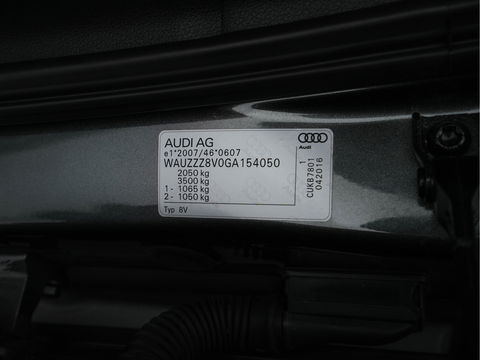 AUDI AG
e1*2007/46*0607
WAUZZZ8V0GA154050
2050 kg
3500 kg
1- 1065 kg
2- 1050 kg
Typ 8V
Audi
1
CUKB7801
042016